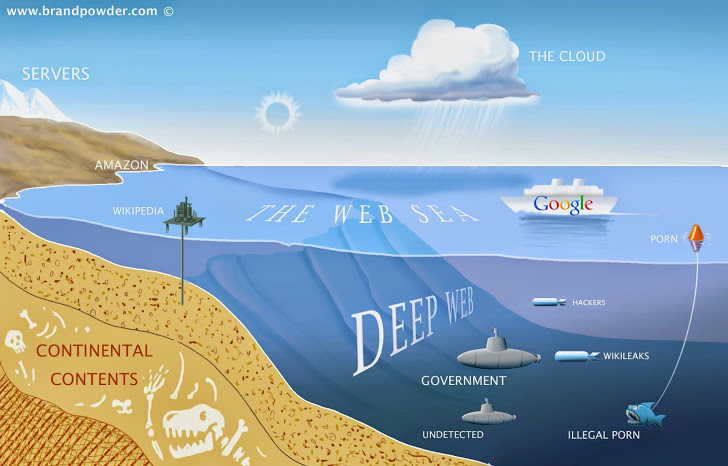 www.brandpowder.com ©
SERVERS
THE CLOUD
AMAZON
WIKIPEDIA
THE WEB SEA
Google
PORN
DEEP WEB
HACKERS
WIKILEAKS
CONTINENTAL
CONTENTS
GOVERNMENT
UNDETECTED
ILLEGAL PORN